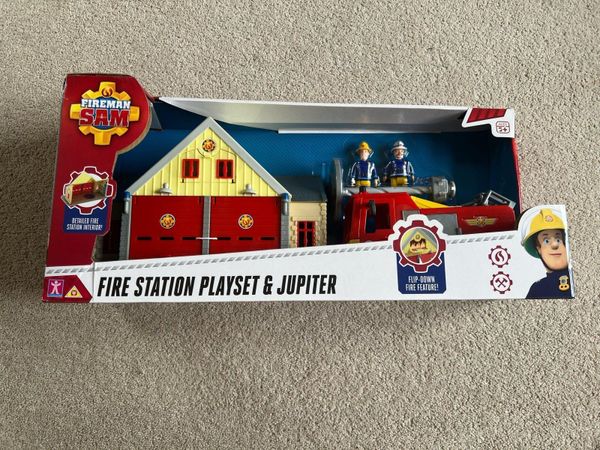 FIREMAN
SAM
DETAILED FIRE
STATION INTERIOR!
FIRE STATION PLAYSET & JUPITER
FLIP-DOWN
FIRE FEATURE!